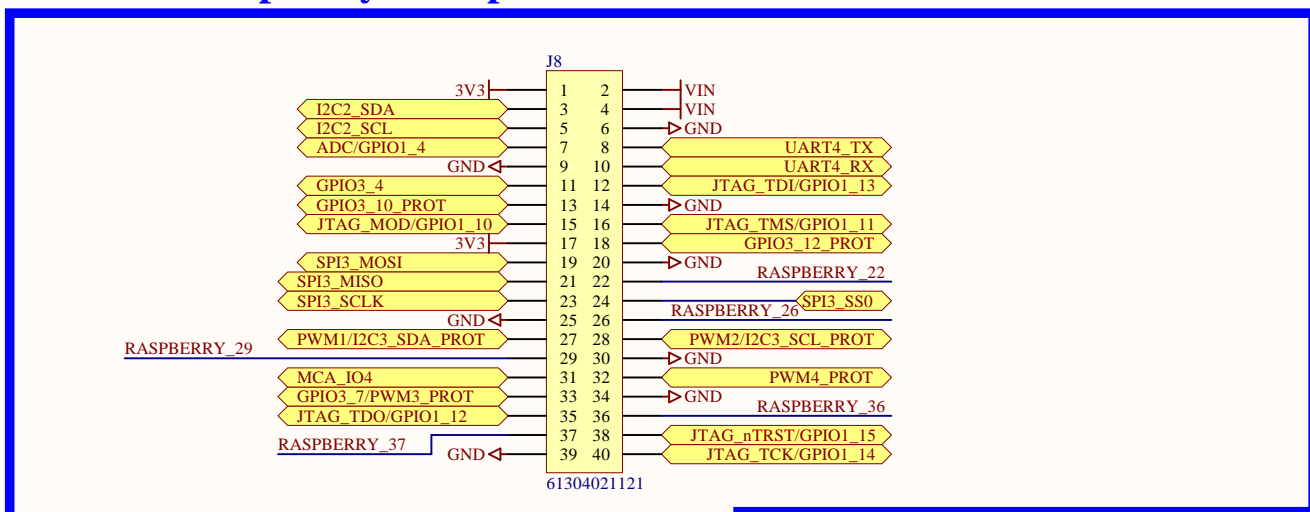 J8
3V3 1 2 VIN
I2C2_SDA 3 4 VIN
I2C2_SCL 5 6 GND
ADC/GPIO1_4 7 8 UART4_TX
GND 9 10 UART4_RX
GPIO3_4 11 12 JTAG_TDI/GPIO1_13
GPIO3_10_PROT 13 14 GND
JTAG_MOD/GPIO1_10 15 16 JTAG_TMS/GPIO1_11
3V3 17 18 GPIO3_12_PROT
SPI3_MOSI 19 20 GND
SPI3_MISO 21 22 RASPBERRY_22
SPI3_SCLK 23 24 SPI3_SS0
GND 25 26 RASPBERRY_26
PWM1/I2C3_SDA_PROT 27 28 PWM2/I2C3_SCL_PROT
RASPBERRY_29 29 30 GND
MCA_IO4 31 32 PWM4_PROT
GPIO3_7/PWM3_PROT 33 34 GND
JTAG_TDO/GPIO1_12 35 36 RASPBERRY_36
RASPBERRY_37 37 38 JTAG_nTRST/GPIO1_15
GND 39 40 JTAG_TCK/GPIO1_14
61304021121